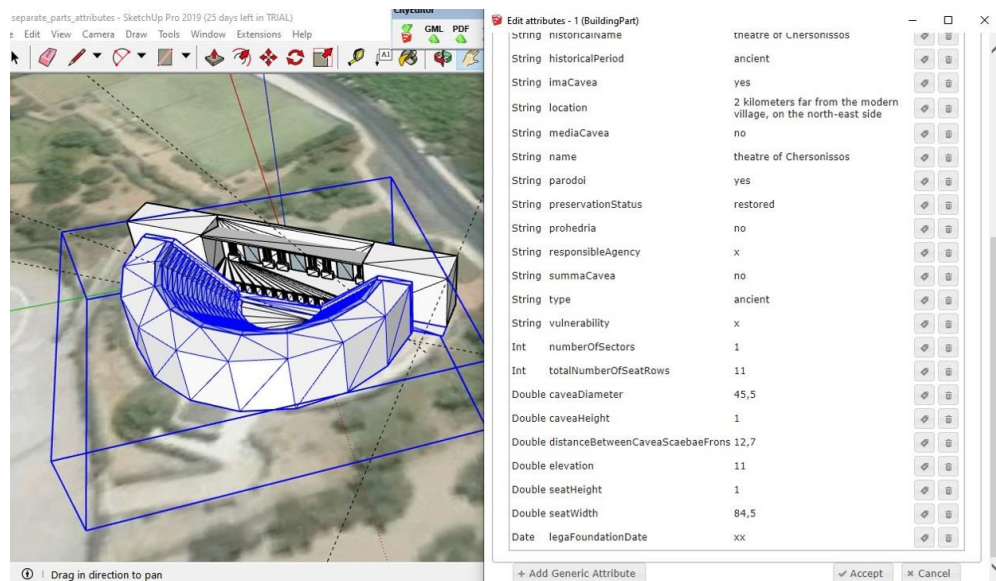 separate_parts_attributes - SketchUp Pro 2019 (25 days left in TRIAL)
Edit View Camera Draw Tools Window Extensions Help
CityEditor
GML PDF
A1
Drag in direction to pan
Edit attributes - 1 (BuildingPart)
String historicalName theatre of Chersonissos
String historicalPeriod ancient
String imaCavea yes
String location 2 kilometers far from the modern
village, on the north-east side
String mediaCavea no
String name theatre of Chersonissos
String parodoi yes
String preservationStatus restored
String prohedria no
String responsibleAgency x
String summaCavea no
String type ancient
String vulnerability x
Int numberOfSectors 1
Int totalNumberOfSeatRows 11
Double caveaDiameter 45,5
Double caveaHeight 1
Double distanceBetweenCaveaScaebaeFrons 12,7
Double elevation 11
Double seatHeight 1
Double seatWidth 84,5
Date legaFoundationDate xx
+ Add Generic Attribute
Accept
Cancel